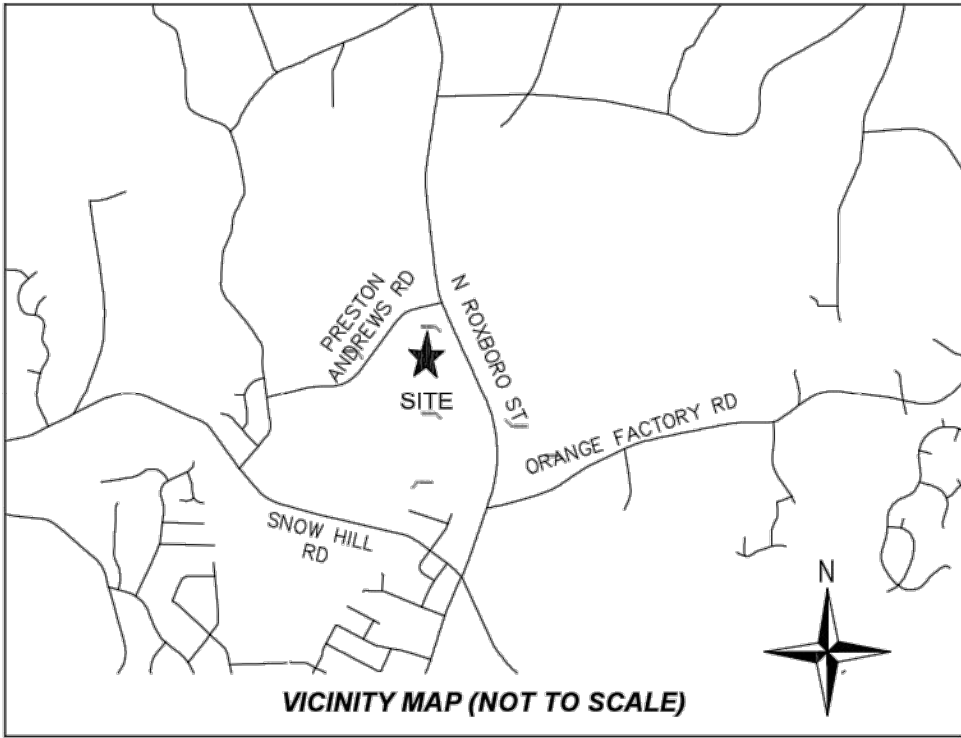 PRESTON
ANDREWS RD
N ROXBORO ST
SITE
ORANGE FACTORY RD
SNOW HILL
RD
N
VICINITY MAP (NOT TO SCALE)